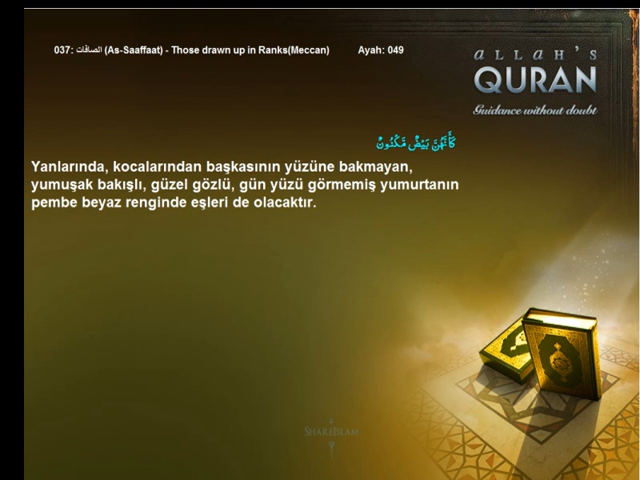 037: الصافات (As-Saaffaat) - Those drawn up in Ranks(Meccan) Ayah: 049
ALLAH'S
QURAN
Guidance without doubt
كَأَنَّهُنَّ بَيْضٌ مَّكْنُونٌ
Yanlarında, kocalarından başkasının yüzüne bakmayan,
yumuşak bakışlı, güzel gözlü, gün yüzü görmemiş yumurtanın
pembe beyaz renginde eşleri de olacaktır.
SHAREISLAM